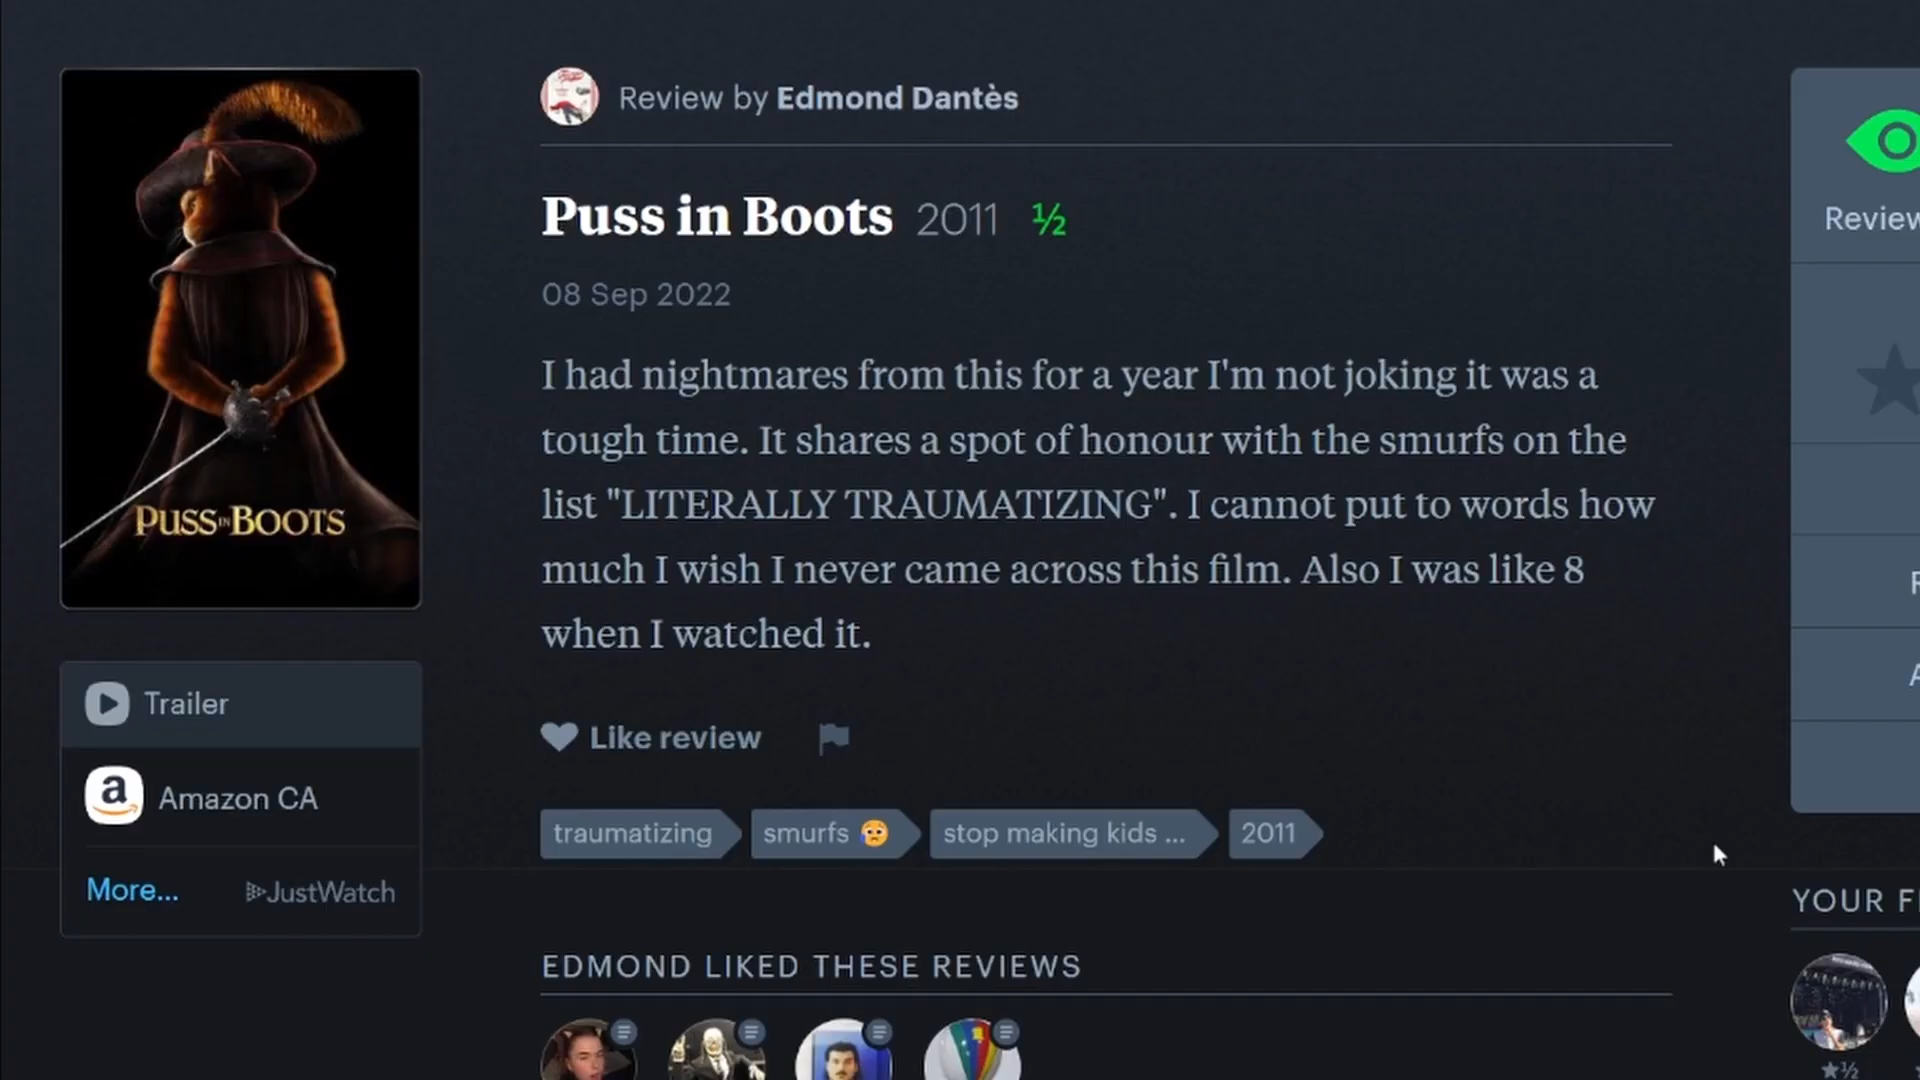 Review by Edmond Dantès
Puss in Boots 2011 ½
08 Sep 2022
I had nightmares from this for a year I'm not joking it was a
tough time. It shares a spot of honour with the smurfs on the
list "LITERALLY TRAUMATIZING". I cannot put to words how
much I wish I never came across this film. Also I was like 8
when I watched it.
Like review
traumatizing
smurfs 😥
stop making kids ...
2011
EDMOND LIKED THESE REVIEWS
PUSS IN BOOTS
Trailer
a Amazon CA
More... JustWatch
Review
YOUR F
★½